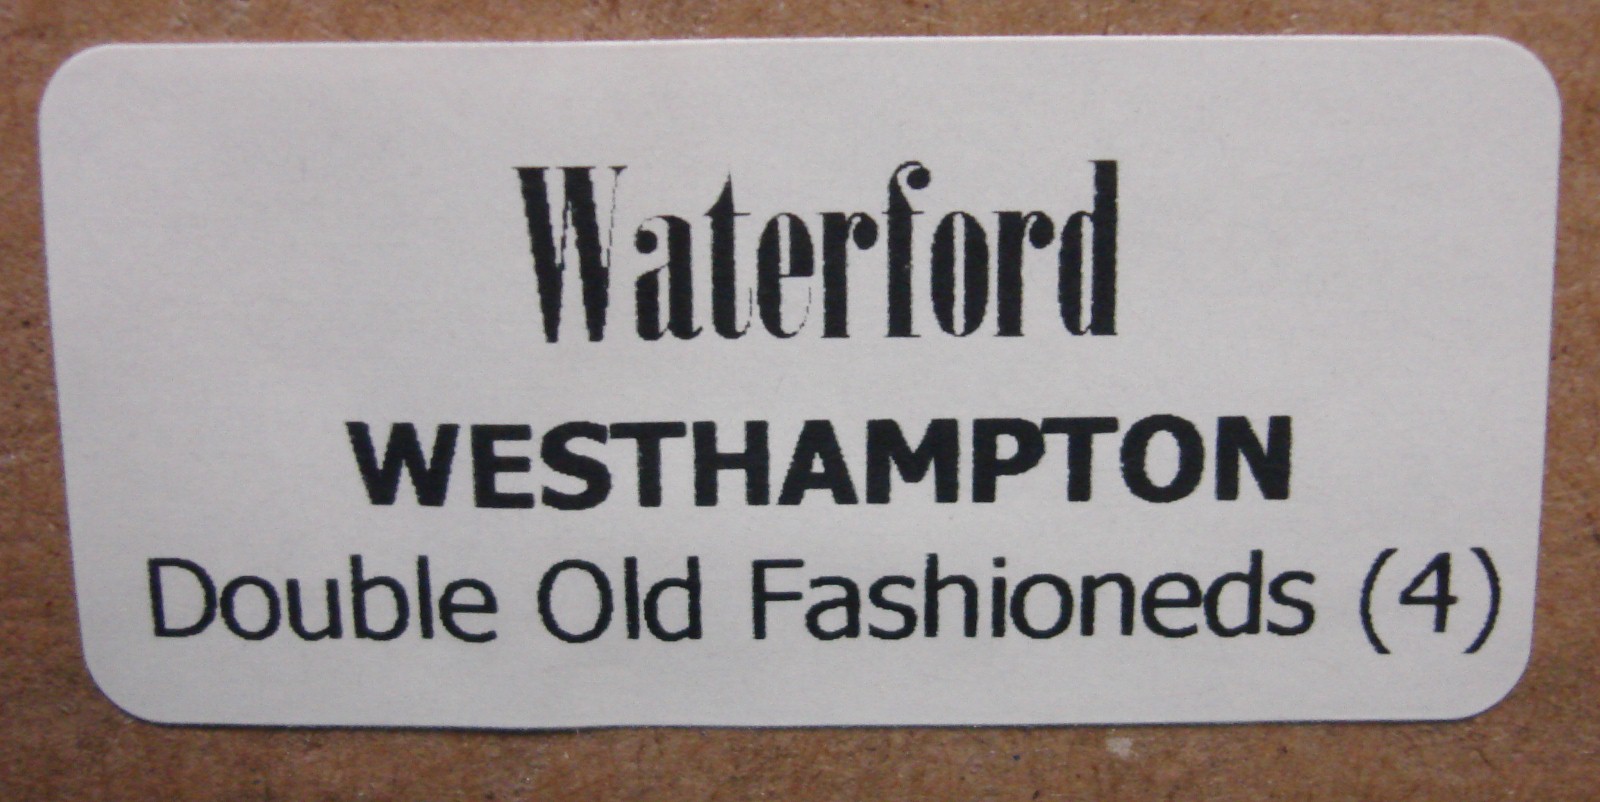 Waterford
WESTHAMPTON
Double Old Fashioneds (4)